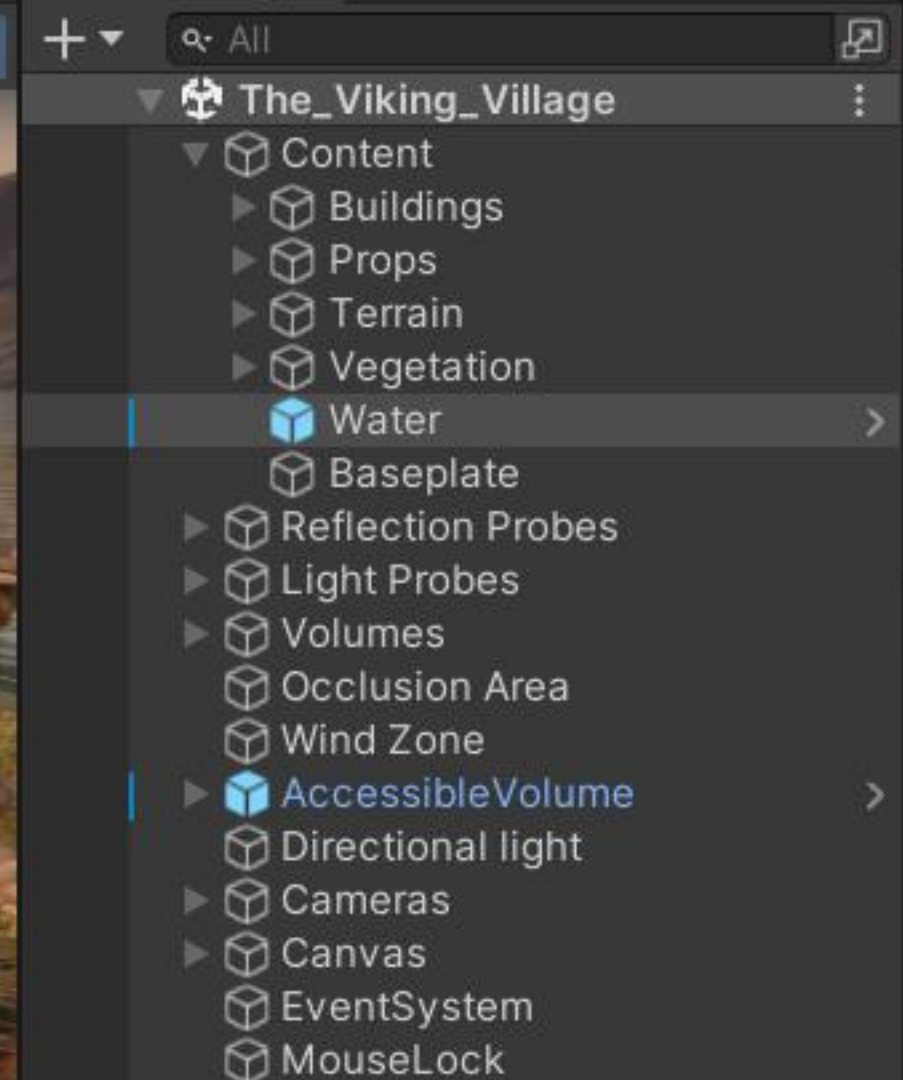 All
The_Viking_Village
Content
Buildings
Props
Terrain
Vegetation
Water
Baseplate
Reflection Probes
Light Probes
Volumes
Occlusion Area
Wind Zone
AccessibleVolume
Directional light
Cameras
Canvas
EventSystem
MouseLock